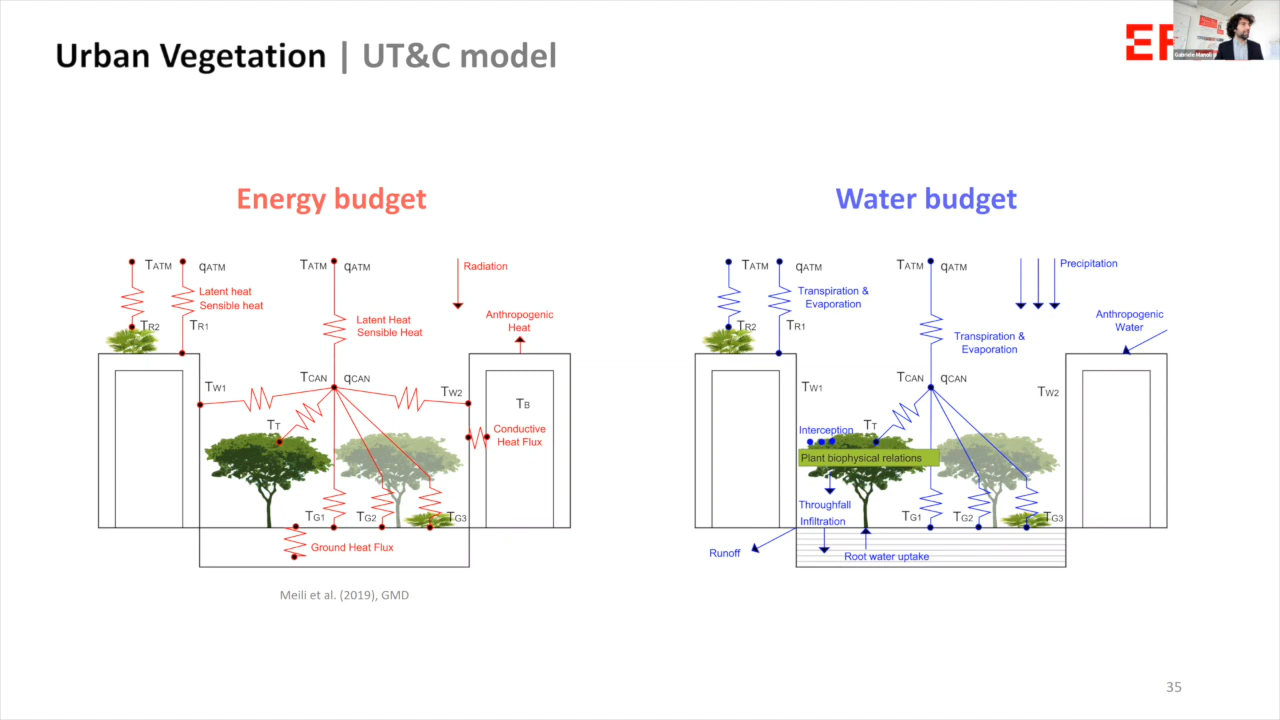 Urban Vegetation | UT&C model
Gabriele Manoli
Energy budget
TATM qATM
TATM qATM
Radiation
Latent heat
Sensible heat
Latent Heat
Sensible Heat
Anthropogenic
Heat
TR2
TR1
TCAN qCAN
TW1
TW2
TB
TT
Conductive
Heat Flux
TG1
TG2
TG3
Ground Heat Flux
Meili et al. (2019), GMD
Water budget
TATM qATM
TATM qATM
Precipitation
Transpiration &
Evaporation
Transpiration &
Evaporation
Anthropogenic
Water
TR2
TR1
TCAN qCAN
TW1
TW2
TT
Interception
Plant biophysical relations
Throughfall
Infiltration
TG1
TG2
TG3
Runoff
Root water uptake
35